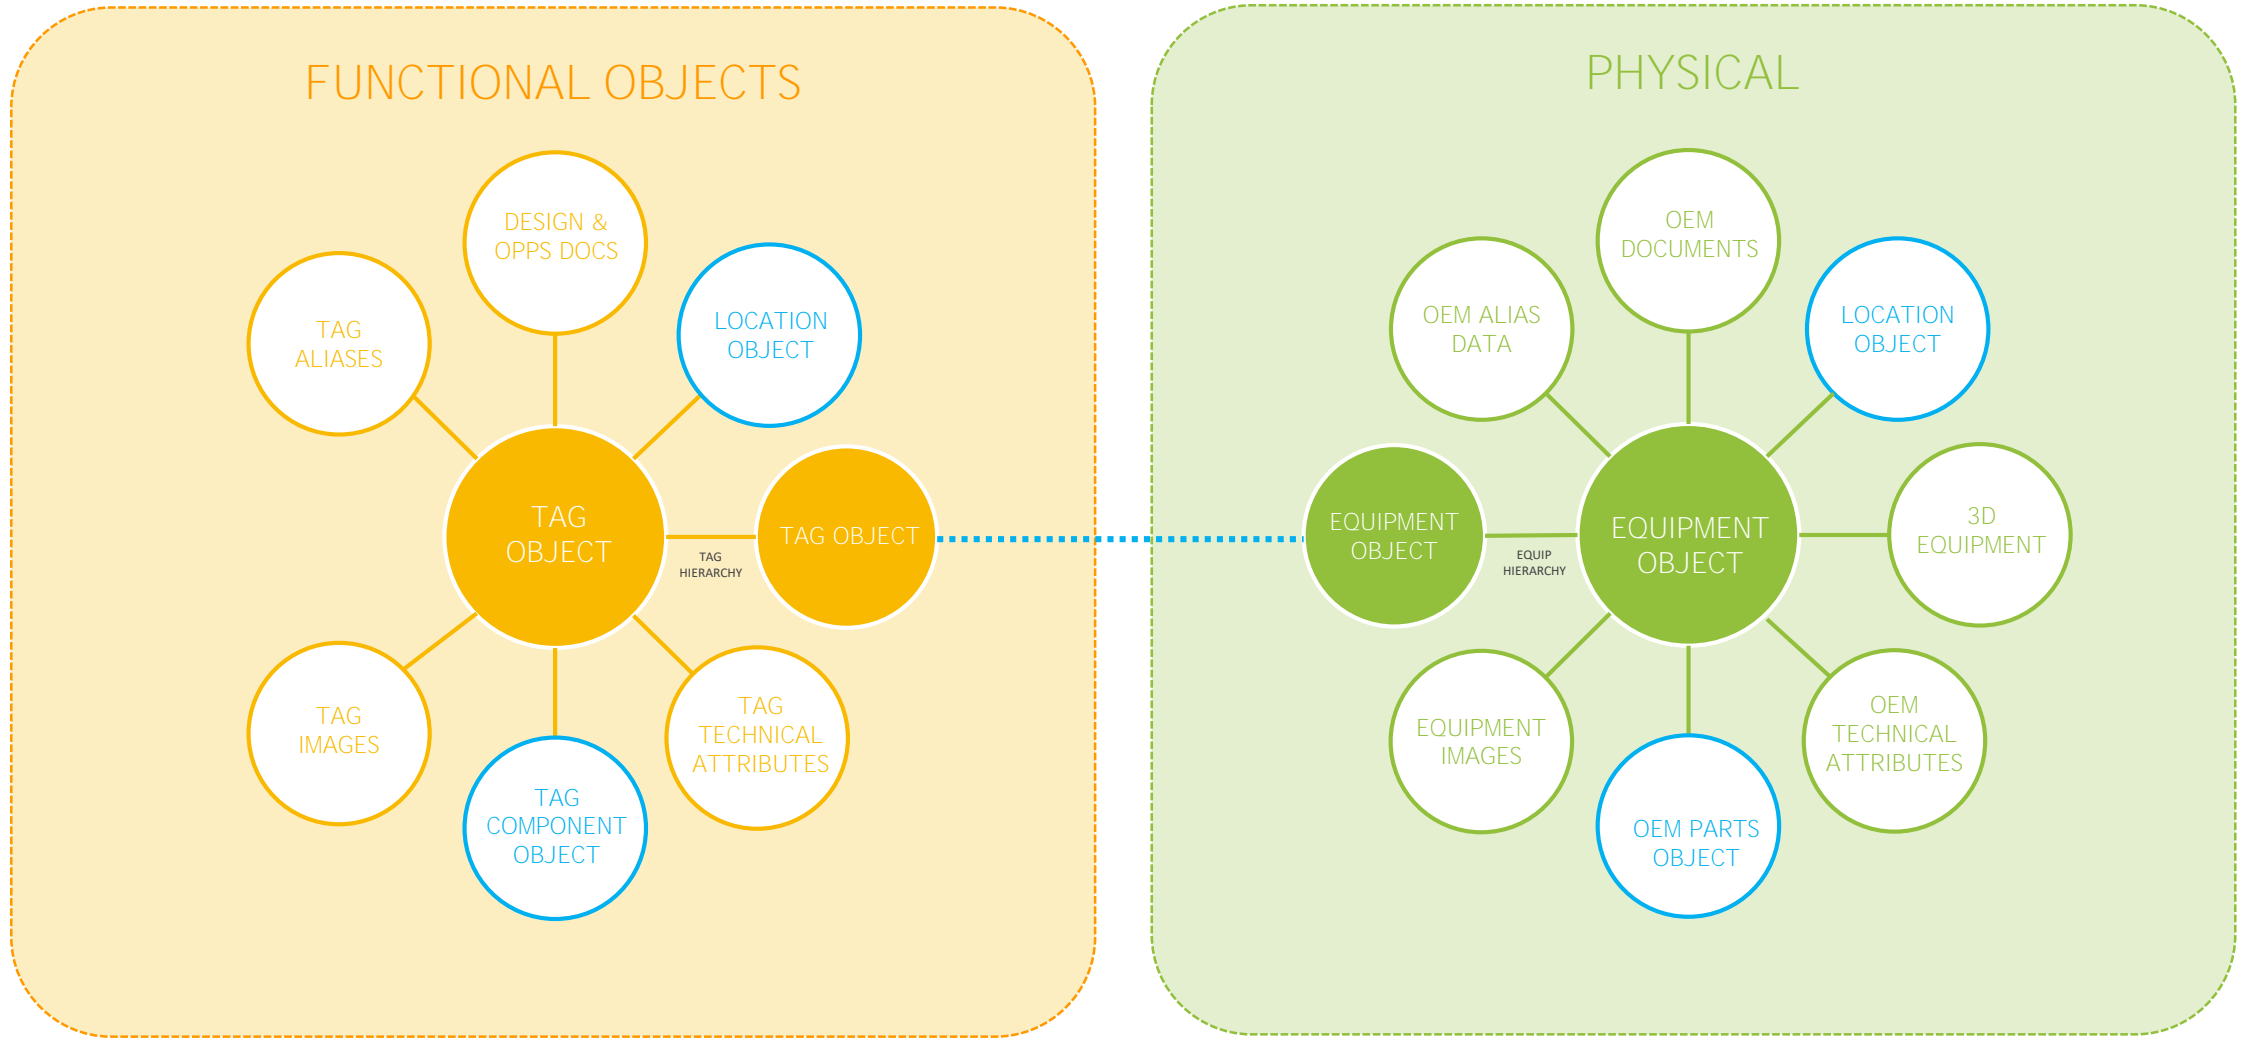 FUNCTIONAL OBJECTS
DESIGN &
OPPS DOCS
LOCATION
OBJECT
TAG
ALIASES
TAG
OBJECT
TAG
HIERARCHY
TAG OBJECT
TAG
IMAGES
TAG
TECHNICAL
ATTRIBUTES
TAG
COMPONENT
OBJECT
PHYSICAL
OEM
DOCUMENTS
OEM ALIAS
DATA
LOCATION
OBJECT
EQUIPMENT
OBJECT
EQUIP
HIERARCHY
EQUIPMENT
OBJECT
3D
EQUIPMENT
EQUIPMENT
IMAGES
OEM
TECHNICAL
ATTRIBUTES
OEM PARTS
OBJECT